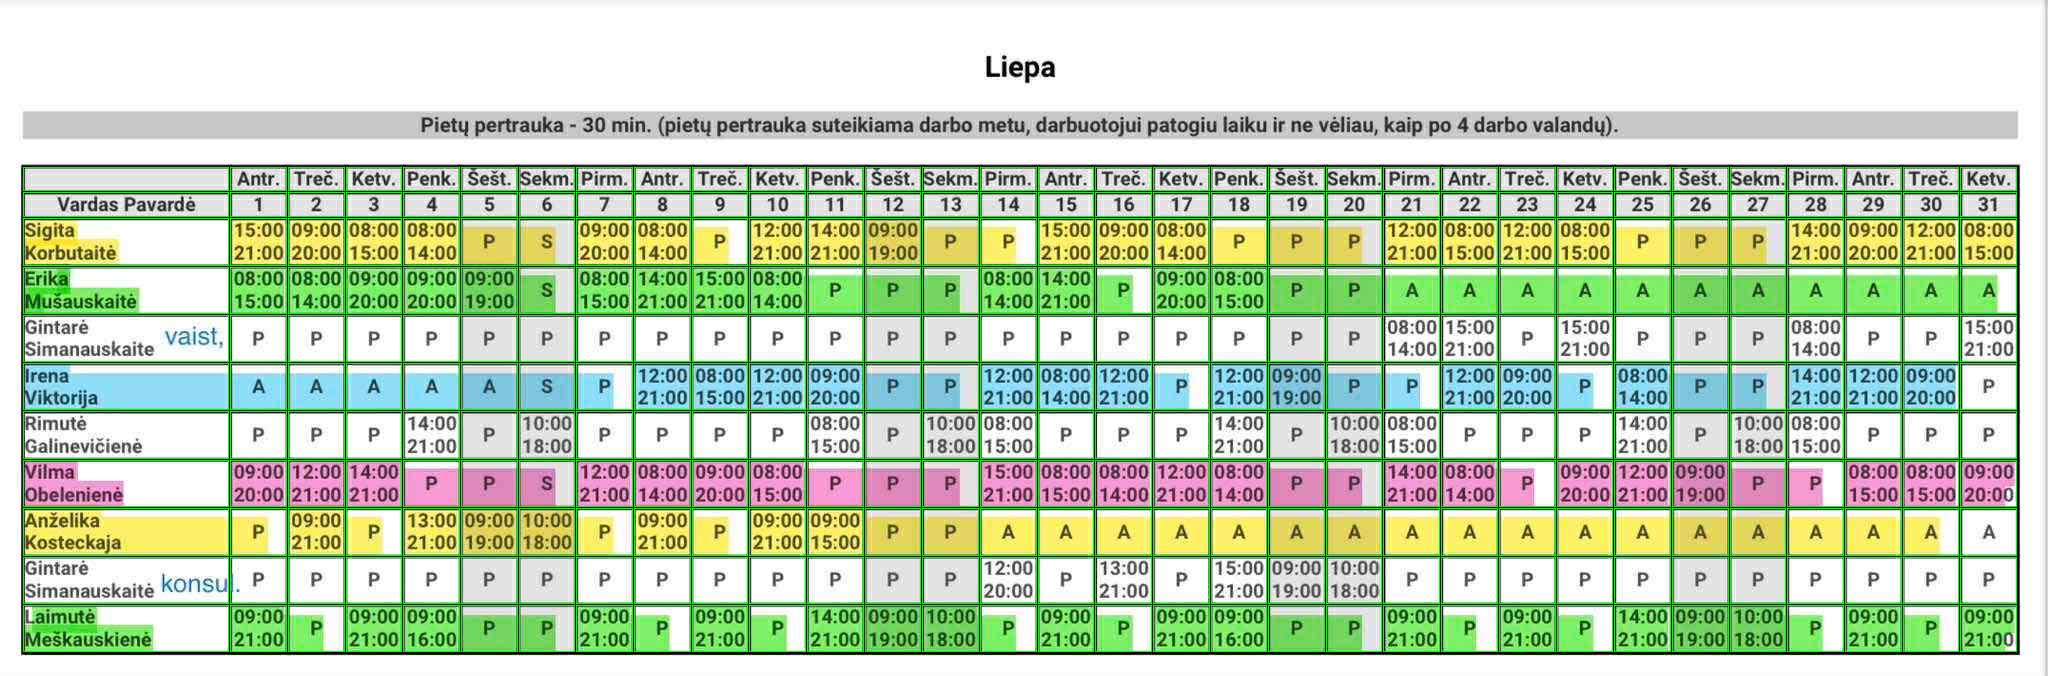 Liepa
Pietų pertrauka - 30 min. (pietų pertrauka suteikiama darbo metu, darbuotojui patogiu laiku ir ne vėliau, kaip po 4 darbo valandų).
Antr. Treč. Ketv. Penk. Šešt. Sekm. Pirm. Antr. Treč. Ketv. Penk. Šešt. Sekm. Pirm. Antr. Treč. Ketv. Penk. Šešt. Sekm. Pirm. Antr. Treč. Ketv. Penk. Šešt. Sekm. Pirm. Antr. Treč. Ketv.
Vardas Pavardė 1 2 3 4 5 6 7 8 9 10 11 12 13 14 15 16 17 18 19 20 21 22 23 24 25 26 27 28 29 30 31
Sigita 15:00 09:00 08:00 08:00 09:00 08:00 12:00 14:00 09:00 15:00 09:00 08:00 12:00 08:00 12:00 08:00 14:00 09:00 12:00 08:00
P S P P P P P P P P P
Korbutaitė 21:00 20:00 15:00 14:00 20:00 14:00 21:00 21:00 19:00 21:00 20:00 14:00 21:00 15:00 21:00 15:00 21:00 20:00 21:00 15:00
Erika 08:00 08:00 09:00 09:00 09:00 08:00 14:00 15:00 08:00 08:00 14:00 09:00 08:00
S P P P P P P A A A A A A A A A A A
Mušauskaitė 15:00 14:00 20:00 20:00 19:00 15:00 21:00 21:00 14:00 14:00 21:00 20:00 15:00
Gintarė 08:00 15:00 15:00 08:00 15:00
vaist, P P P P P P P P P P P P P P P P P P P P P P P P P P
Simanauskaite 14:00 21:00 21:00 14:00 21:00
Irena 12:00 08:00 12:00 09:00 12:00 08:00 12:00 12:00 09:00 12:00 09:00 08:00 14:00 12:00 09:00
A A A A A S P P P P P P P P P P
Viktorija 21:00 15:00 21:00 20:00 21:00 14:00 21:00 21:00 19:00 21:00 20:00 14:00 21:00 21:00 20:00
Rimutė 14:00 10:00 08:00 10:00 08:00 14:00 10:00 08:00 14:00 10:00 08:00
P P P P P P P P P P P P P P P P P P P P
Galinevičienė 21:00 18:00 15:00 18:00 15:00 21:00 18:00 15:00 21:00 18:00 15:00
Vilma 09:00 12:00 14:00 12:00 08:00 09:00 08:00 15:00 08:00 08:00 12:00 08:00 14:00 08:00 09:00 12:00 09:00 08:00 08:00 09:00
P P S P P P P P P P P
Obelenienė 20:00 21:00 21:00 21:00 14:00 20:00 15:00 21:00 15:00 14:00 21:00 14:00 21:00 14:00 20:00 21:00 19:00 15:00 15:00 20:00
Anželika 09:00 13:00 09:00 10:00 09:00 09:00 09:00
P P P P P P A A A A A A A A A A A A A A A A A A
Kosteckaja 21:00 21:00 19:00 18:00 21:00 21:00 15:00
Gintarė 12:00 13:00 15:00 09:00 10:00
konsul. P P P P P P P P P P P P P P P P P P P P P P P P P P
Simanauskaitė 20:00 21:00 21:00 19:00 18:00
Laimutė 09:00 09:00 09:00 09:00 09:00 14:00 09:00 10:00 09:00 09:00 09:00 09:00 09:00 14:00 09:00 10:00 09:00 09:00
P P P P P P P P P P P P P
Meškauskienė 21:00 21:00 16:00 21:00 21:00 21:00 19:00 18:00 21:00 21:00 16:00 21:00 21:00 21:00 19:00 18:00 21:00 21:00